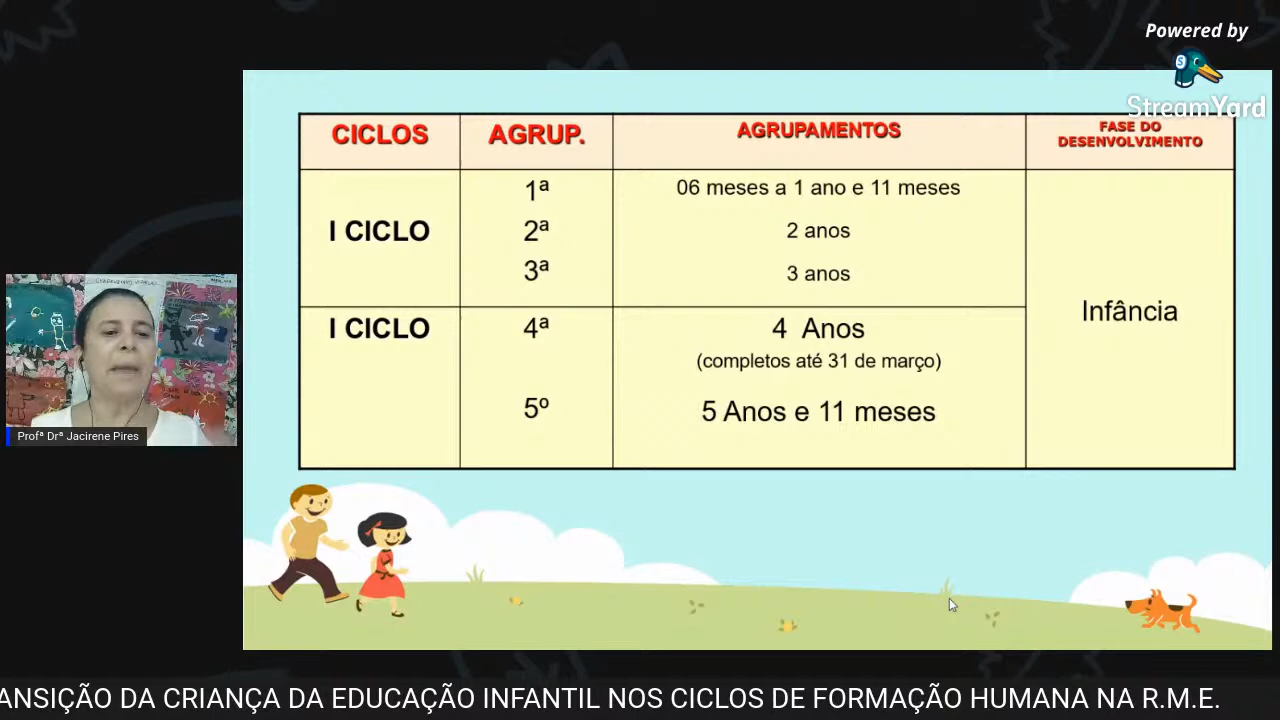 Powered by
StreamYard
CICLOS
AGRUP.
AGRUPAMENTOS
FASE DO
DESENVOLVIMENTO
I CICLO
1ª
06 meses a 1 ano e 11 meses
2ª
2 anos
3ª
3 anos
Infância
I CICLO
4ª
4 Anos
(completos até 31 de março)
5º
5 Anos e 11 meses
Profª Drª Jacirene Pires
ANSIÇÃO DA CRIANÇA DA EDUCAÇÃO INFANTIL NOS CICLOS DE FORMAÇÃO HUMANA NA R.M.E.